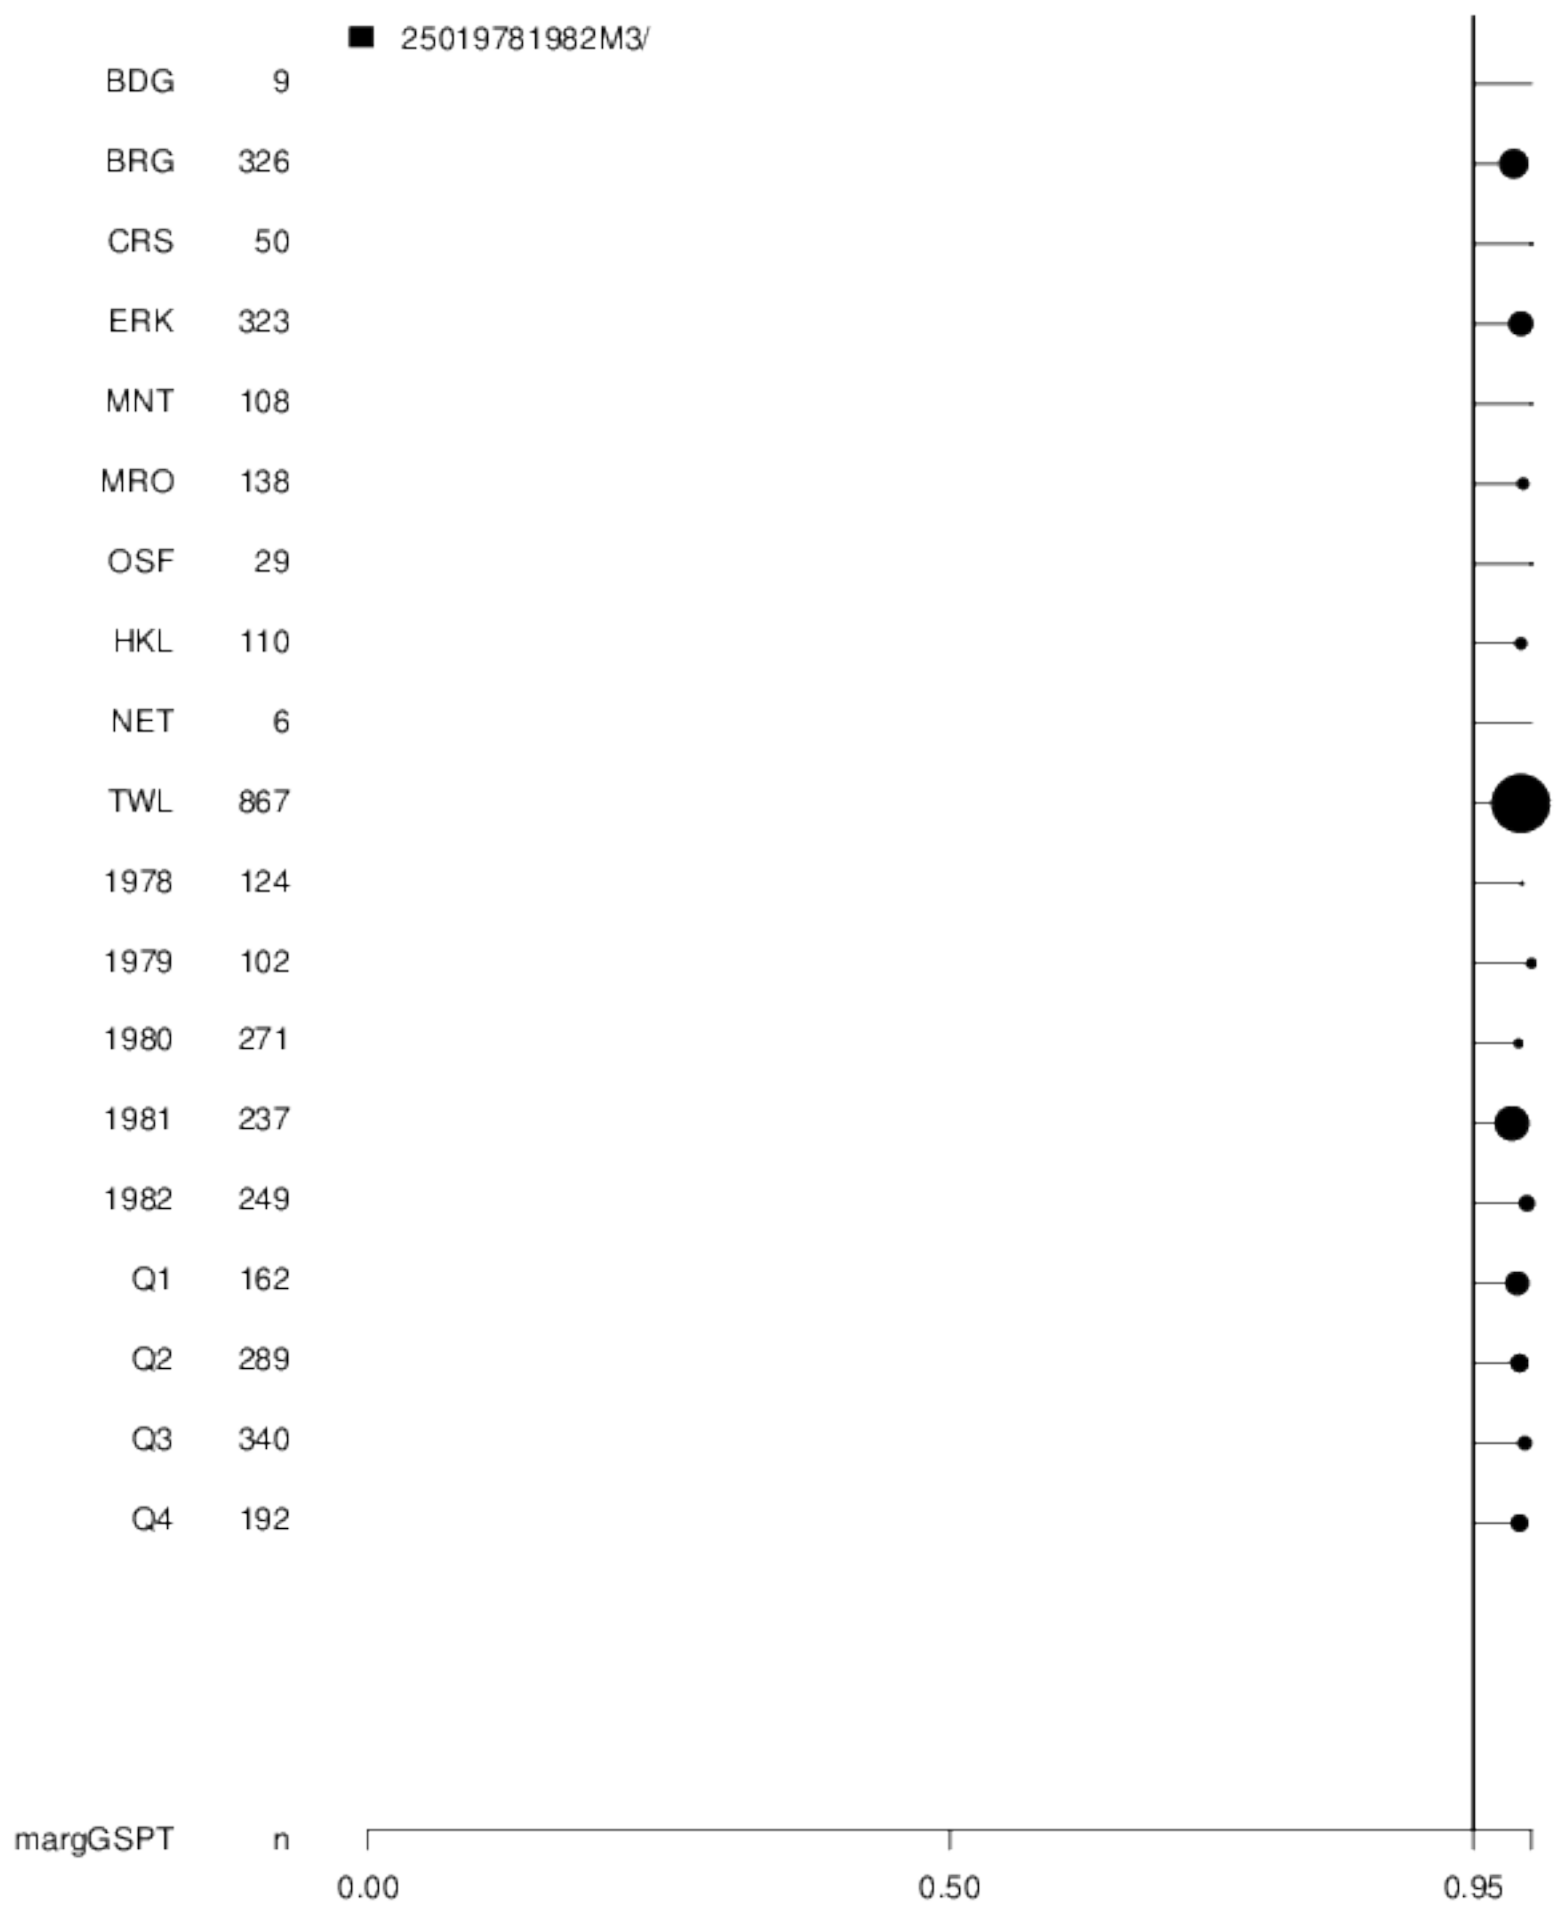 25019781982M3/
BDG 9
BRG 326
CRS 50
ERK 323
MNT 108
MRO 138
OSF 29
HKL 110
NET 6
TWL 867
1978 124
1979 102
1980 271
1981 237
1982 249
Q1 162
Q2 289
Q3 340
Q4 192
margGSPT n
0.00 0.50 0.95